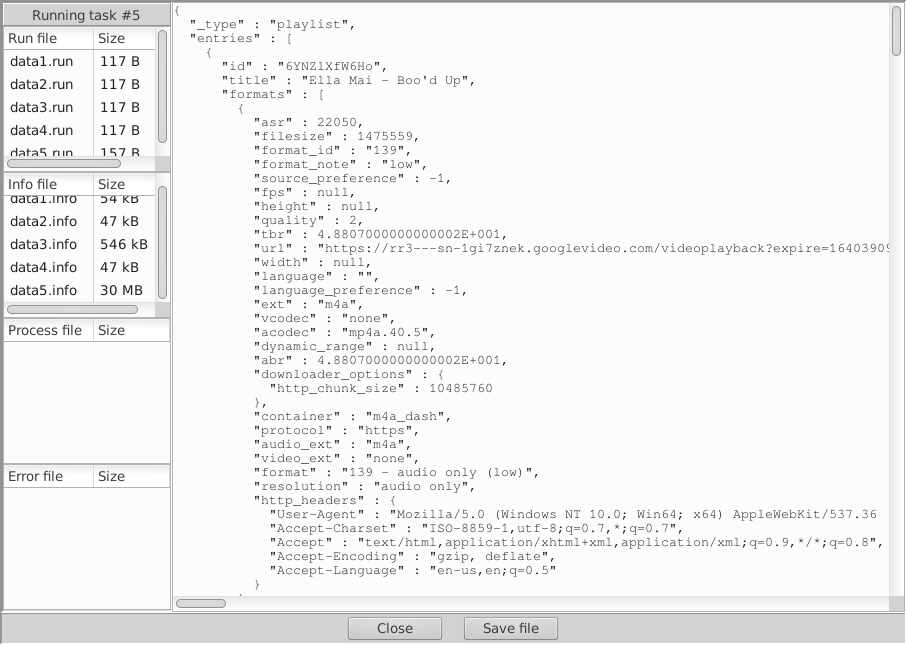 Running task #5
Run file Size
data1.run 117 B
data2.run 117 B
data3.run 117 B
data4.run 117 B
data5.run 157 B
Info file Size
data1.info 54 kB
data2.info 47 kB
data3.info 546 kB
data4.info 47 kB
data5.info 30 MB
Process file Size
Error file Size
{
"_type" : "playlist",
"entries" : [
{
"id" : "6YNZlXfW6Ho",
"title" : "Ella Mai - Boo'd Up",
"formats" : [
{
"asr" : 22050,
"filesize" : 1475559,
"format_id" : "139",
"format_note" : "low",
"source_preference" : -1,
"fps" : null,
"height" : null,
"quality" : 2,
"tbr" : 4.8807000000000002E+001,
"url" : "https://rr3---sn-1gi7znek.googlevideo.com/videoplayback?expire=16403909
"width" : null,
"language" : "",
"language_preference" : -1,
"ext" : "m4a",
"vcodec" : "none",
"acodec" : "mp4a.40.5",
"dynamic_range" : null,
"abr" : 4.8807000000000002E+001,
"downloader_options" : {
"http_chunk_size" : 10485760
},
"container" : "m4a_dash",
"protocol" : "https",
"audio_ext" : "m4a",
"video_ext" : "none",
"format" : "139 - audio only (low)",
"resolution" : "audio only",
"http_headers" : {
"User-Agent" : "Mozilla/5.0 (Windows NT 10.0; Win64; x64) AppleWebKit/537.36
"Accept-Charset" : "ISO-8859-1,utf-8;q=0.7,*;q=0.7",
"Accept" : "text/html,application/xhtml+xml,application/xml;q=0.9,*/*;q=0.8",
"Accept-Encoding" : "gzip, deflate",
"Accept-Language" : "en-us,en;q=0.5"
}
Close Save file